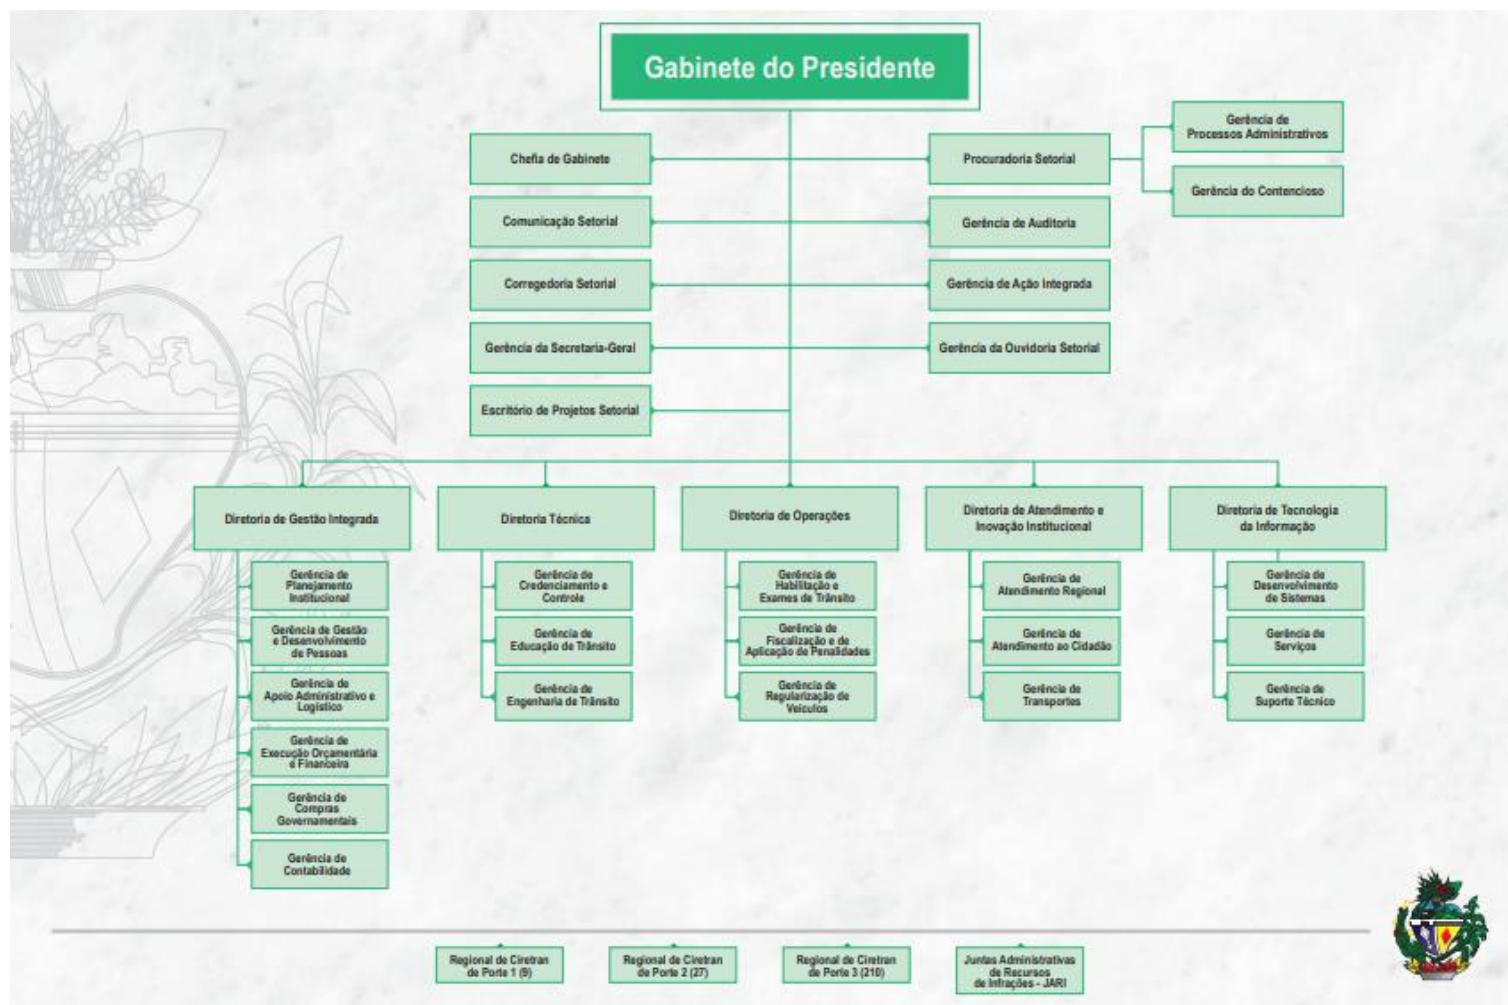 Gabinete do Presidente
Chefia de Gabinete
Comunicação Setorial
Corregedoria Setorial
Gerência da Secretaria-Geral
Escritório de Projetos Setorial
Procuradoria Setorial
Gerência de
Processos Administrativos
Gerência do Contencioso
Gerência de Auditoria
Gerência de Ação Integrada
Gerência da Ouvidoria Setorial
Diretoria de Gestão Integrada
Gerência de
Planejamento
Institucional
Gerência de Gestão
e Desenvolvimento
de Pessoas
Gerência de
Apoio Administrativo e
Logístico
Gerência de
Execução Orçamentária
e Financeira
Gerência de
Compras
Governamentais
Gerência de
Contabilidade
Diretoria Técnica
Gerência de
Credenciamento e
Controle
Gerência de
Educação de Trânsito
Gerência de
Engenharia de Trânsito
Diretoria de Operações
Gerência de
Habilitação e
Exames de Trânsito
Gerência de
Fiscalização e de
Aplicação de Penalidades
Gerência de
Regularização de
Veículos
Diretoria de Atendimento e
Inovação Institucional
Gerência de
Atendimento Regional
Gerência de
Atendimento ao Cidadão
Gerência de
Transportes
Diretoria de Tecnologia
da Informação
Gerência de
Desenvolvimento
de Sistemas
Gerência de
Serviços
Gerência de
Suporte Técnico
Regional de Ciretran
de Porte 1 (9)
Regional de Ciretran
de Porte 2 (27)
Regional de Ciretran
de Porte 3 (210)
Juntas Administrativas
de Recursos
de Infrações - JARI